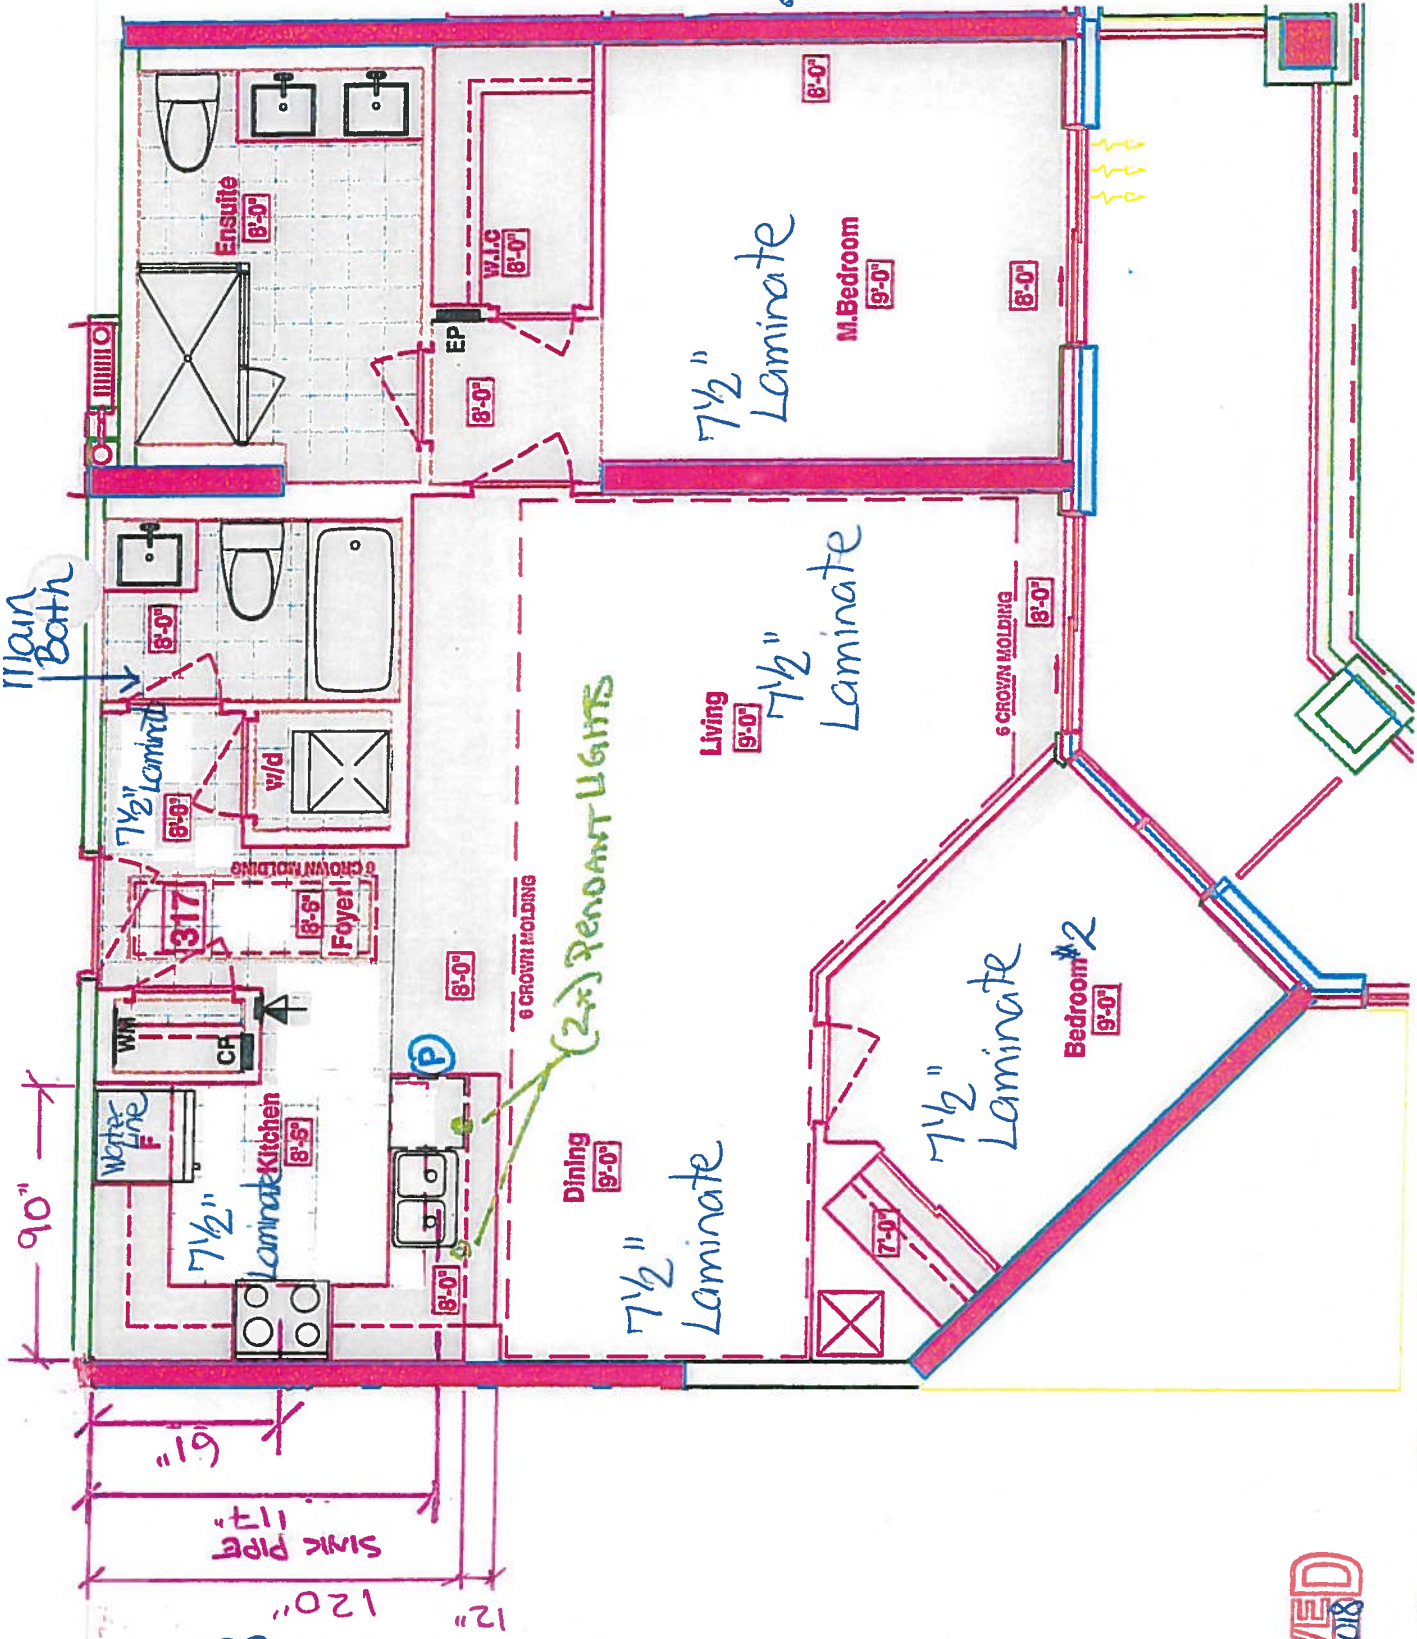 Main
Bath
Ensuite
8'-0"
W.I.C
8'-0"
EP
8'-0"
8'-0"
M.Bedroom
9'-0"
8'-0"
7½"
Laminate
8'-0"
7½" Laminate
8'-0"
W/d
6 CROWN MOLDING
317
8'-6"
Foyer
WM
CP
Water
Line
F
Kitchen
8'-6"
7½"
Laminate
P
8'-0"
8'-0"
6 CROWN MOLDING
(2x) PENDANT LIGHTS
Living
9'-0"
7½"
Laminate
6 CROWN MOLDING
8'-0"
Dining
9'-0"
7½"
Laminate
Bedroom #2
9'-0"
7½"
Laminate
7'-0"
90"
61"
SINK PIPE
117"
120"
12"
VED
018